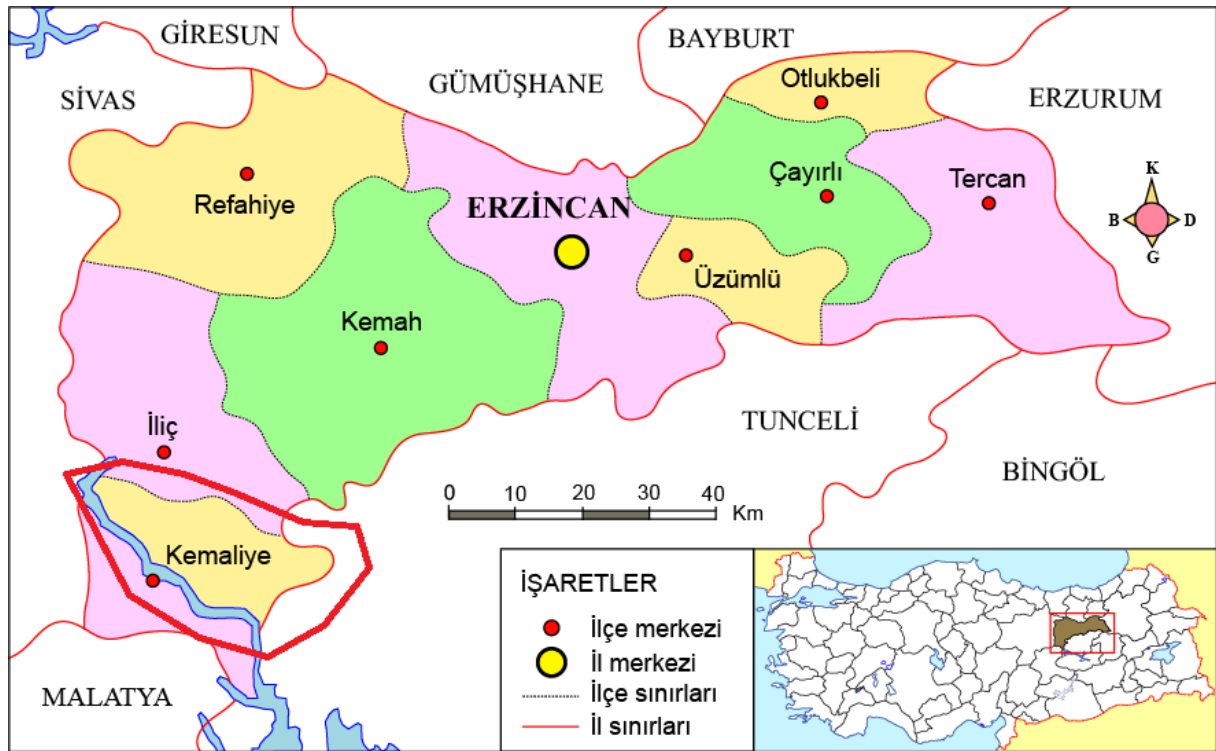 GİRESUN
BAYBURT
Otlukbeli
SİVAS
GÜMÜŞHANE
ERZURUM
Refahiye
ERZİNCAN
Çayırlı
Tercan
K
B
D
G
Üzümlü
Kemah
İliç
TUNCELİ
BİNGÖL
0 10 20 30 40
Km
Kemaliye
MALATYA
İŞARETLER
İlçe merkezi
İl merkezi
İlçe sınırları
İl sınırları